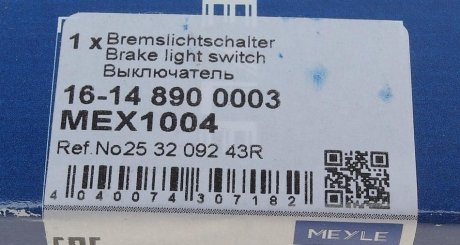 1 x Bremslichtschalter
Brake light switch
Выключатель
16-14 890 0003
MEX1004
Ref.No25 32 092 43R
4 040074 307182
MEYLE